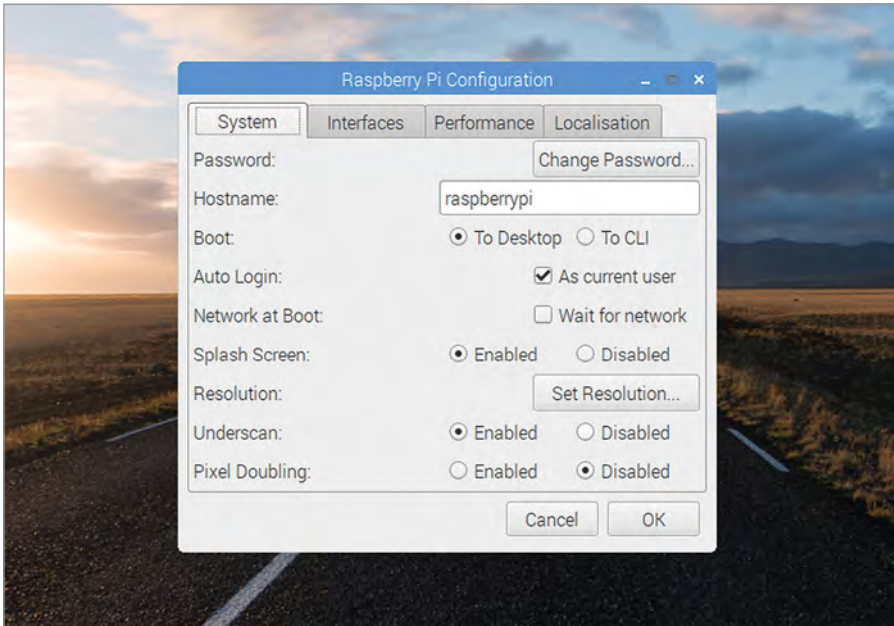 Raspberry Pi Configuration
System Interfaces Performance Localisation
Password: Change Password...
Hostname: raspberrypi
Boot: To Desktop To CLI
Auto Login: As current user
Network at Boot: Wait for network
Splash Screen: Enabled Disabled
Resolution: Set Resolution...
Underscan: Enabled Disabled
Pixel Doubling: Enabled Disabled
Cancel OK